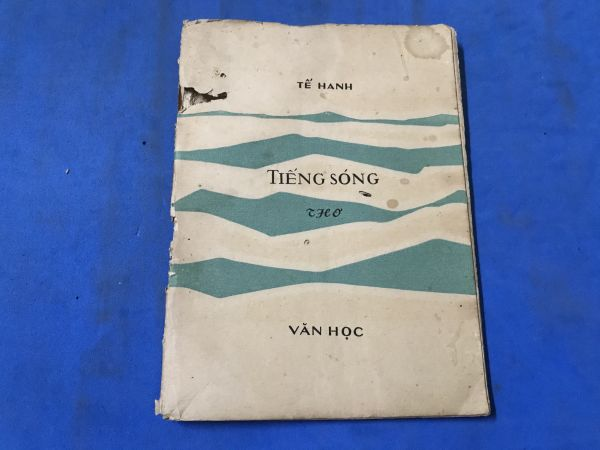 TẾ HANH
TIẾNG SÓNG
THƠ
VĂN HỌC